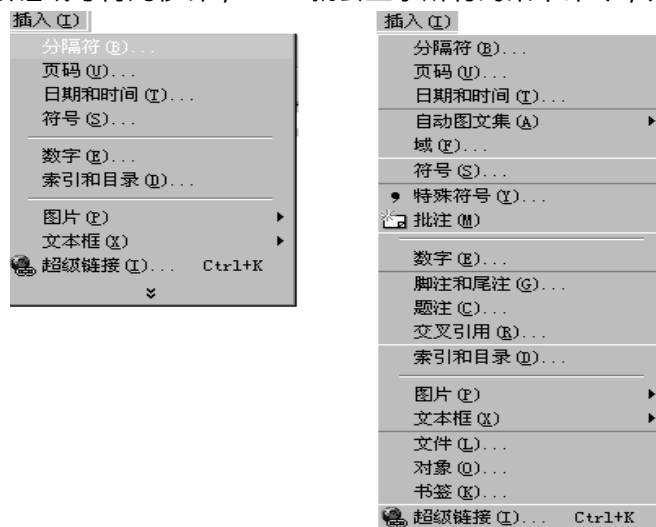 插入(I)
分隔符(B)...
页码(U)...
日期和时间(T)...
符号(S)...
数字(E)...
索引和目录(D)...
图片(P)
文本框(X)
超级链接(I)... Ctrl+K
插入(I)
分隔符(B)...
页码(U)...
日期和时间(T)...
自动图文集(A)
域(F)...
符号(S)...
特殊符号(Y)...
批注(M)
数字(E)...
脚注和尾注(G)...
题注(C)...
交叉引用(R)...
索引和目录(D)...
图片(P)
文本框(X)
文件(L)...
对象(O)...
书签(K)...
超级链接(I)... Ctrl+K